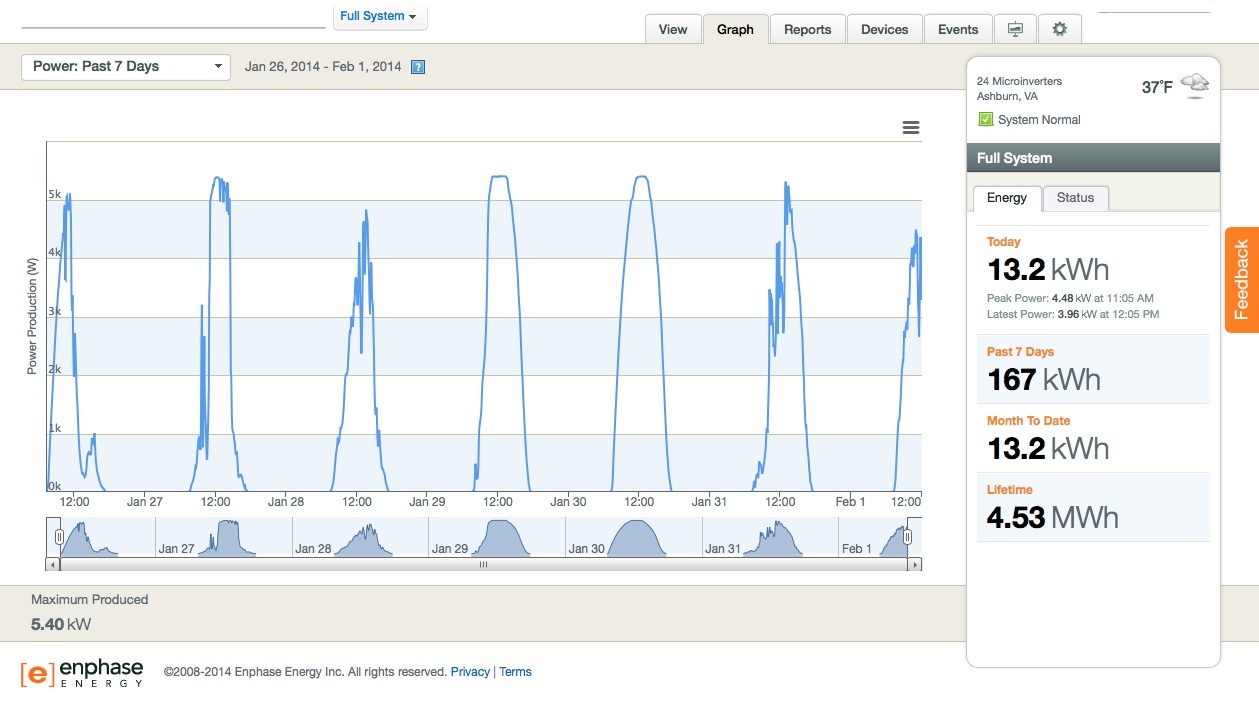 Full System
View
Graph
Reports
Devices
Events
Power: Past 7 Days
Jan 26, 2014 - Feb 1, 2014
?
24 Microinverters
Ashburn, VA
37°F
System Normal
Full System
Energy
Status
Today
13.2 kWh
Peak Power: 4.48 kW at 11:05 AM
Latest Power: 3.96 kW at 12:05 PM
Past 7 Days
167 kWh
Month To Date
13.2 kWh
Lifetime
4.53 MWh
Feedback
Power Production (W)
5k
4k
3k
2k
1k
0k
12:00 Jan 27 12:00 Jan 28 12:00 Jan 29 12:00 Jan 30 12:00 Jan 31 12:00 Feb 1 12:00
Jan 27 Jan 28 Jan 29 Jan 30 Jan 31 Feb 1
Maximum Produced
5.40 kW
[e] enphase
ENERGY
©2008-2014 Enphase Energy Inc. All rights reserved. Privacy | Terms